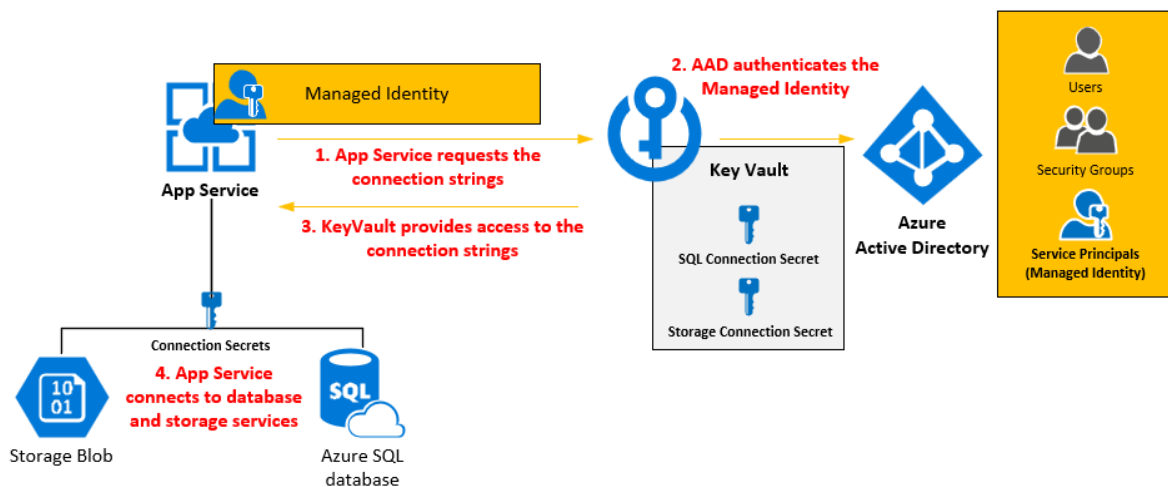 Managed Identity
App Service
1. App Service requests the
connection strings
3. KeyVault provides access to the
connection strings
2. AAD authenticates the
Managed Identity
Key Vault
SQL Connection Secret
Storage Connection Secret
Azure
Active Directory
Users
Security Groups
Service Principals
(Managed Identity)
Connection Secrets
4. App Service
connects to database
and storage services
10
01
Storage Blob
SQL
Azure SQL
database